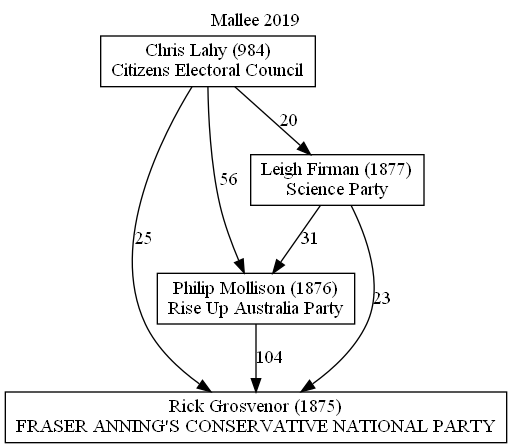 Mallee 2019
Chris Lahy (984)
Citizens Electoral Council
20
Leigh Firman (1877)
Science Party
56
25
31
Philip Mollison (1876)
Rise Up Australia Party
23
104
Rick Grosvenor (1875)
FRASER ANNING'S CONSERVATIVE NATIONAL PARTY